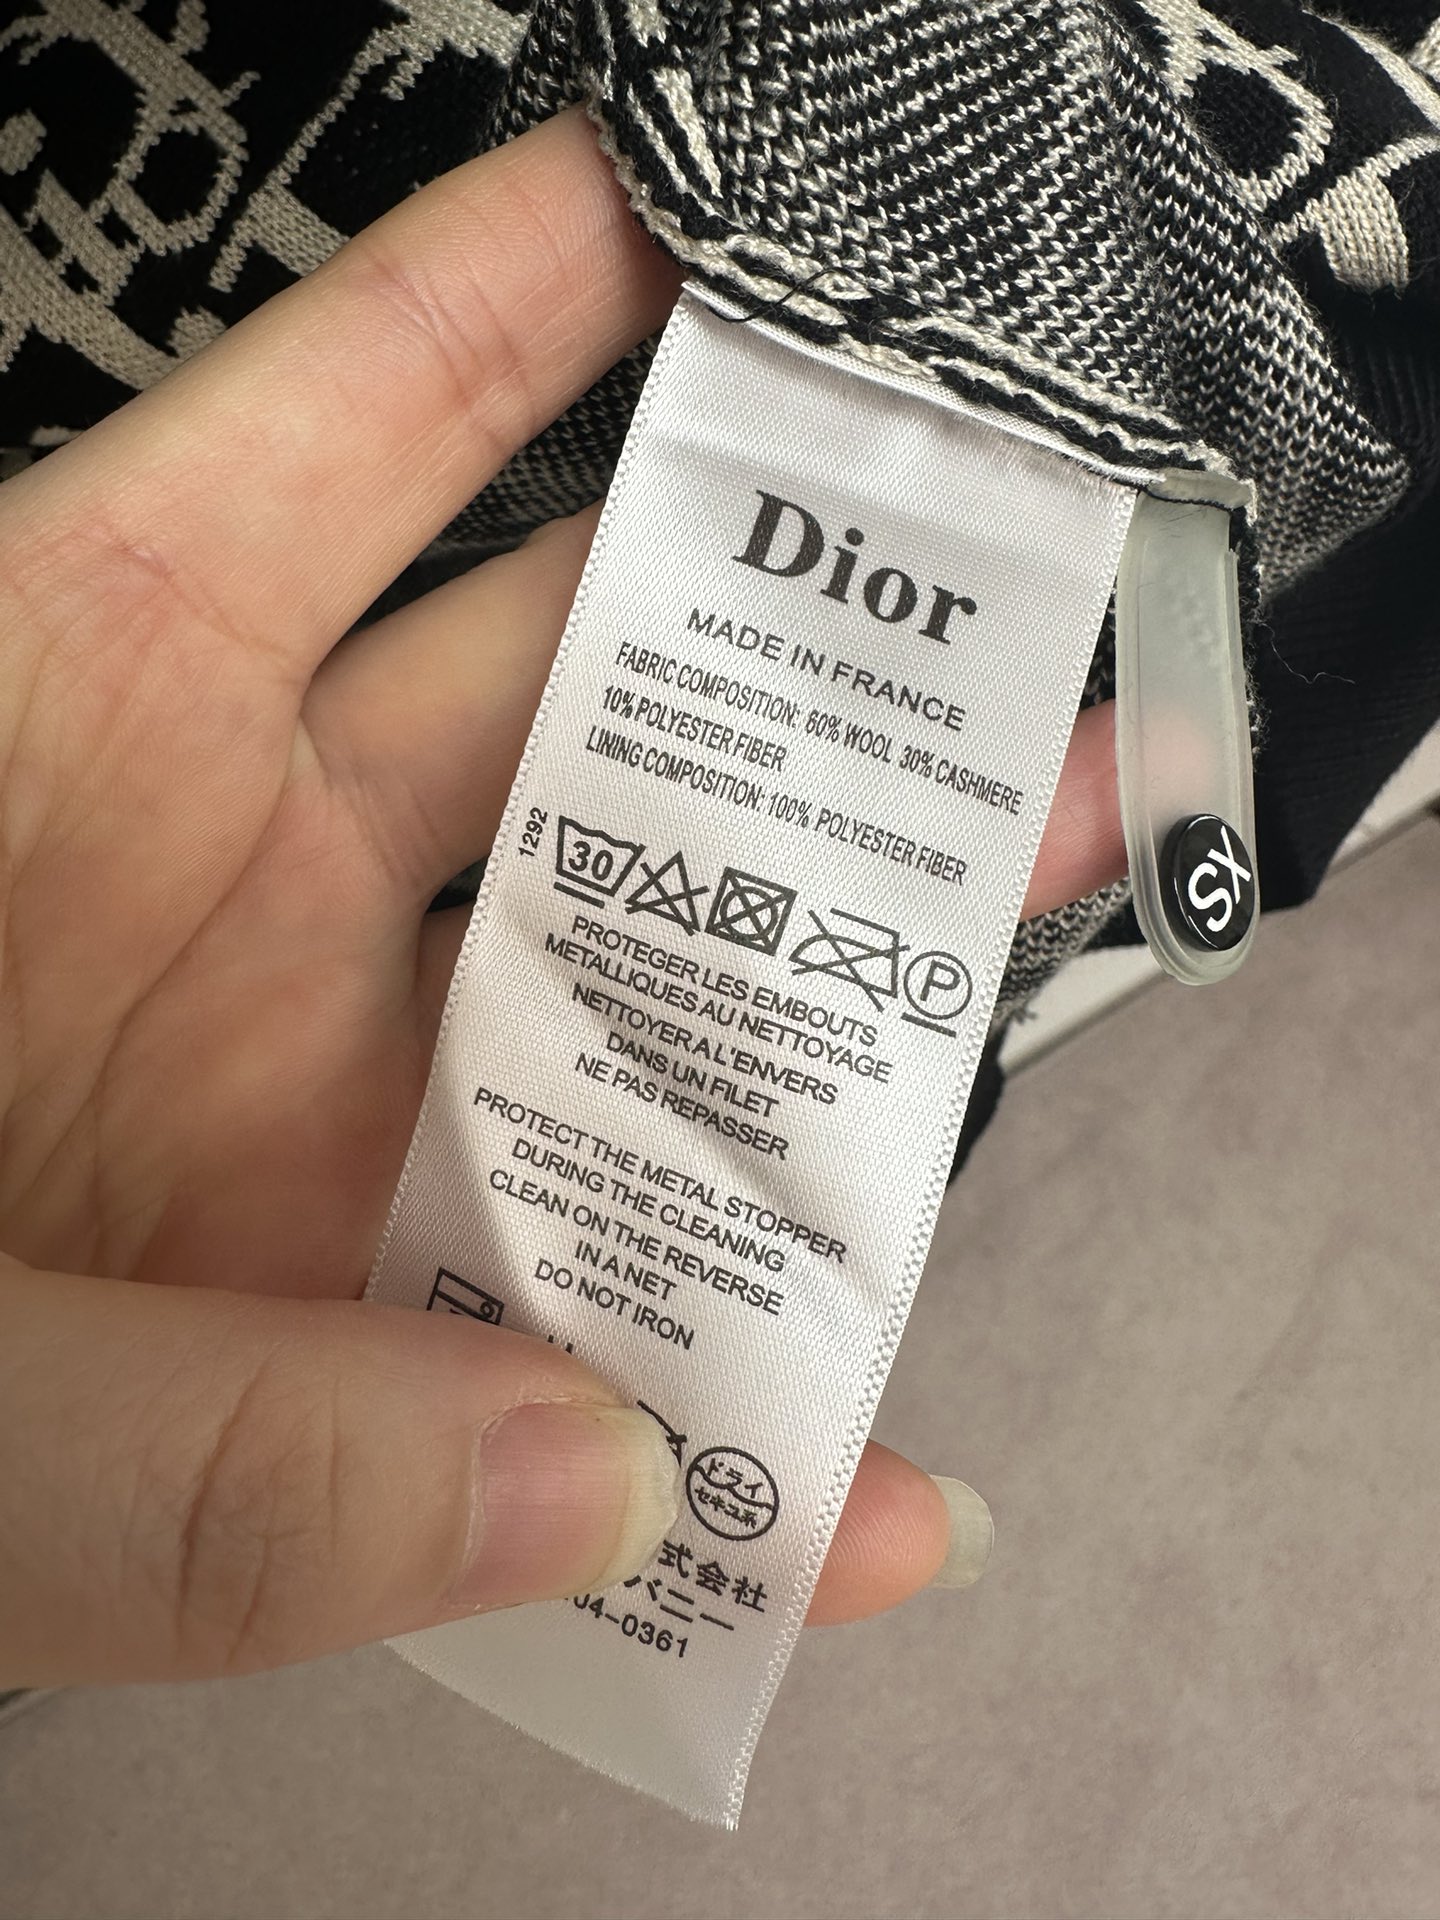 Dior
MADE IN FRANCE
FABRIC COMPOSITION: 60% WOOL 30% CASHMERE
10% POLYESTER FIBER
LINING COMPOSITION: 100% POLYESTER FIBER
1292
30
P
PROTEGER LES EMBOUTS
METALLIQUES AU NETTOYAGE
NETTOYER A L'ENVERS
DANS UN FILET
NE PAS REPASSER
PROTECT THE METAL STOPPER
DURING THE CLEANING
CLEAN ON THE REVERSE
IN A NET
DO NOT IRON
ドライ
セキユ系
式会社
バニー
04-0361
XS